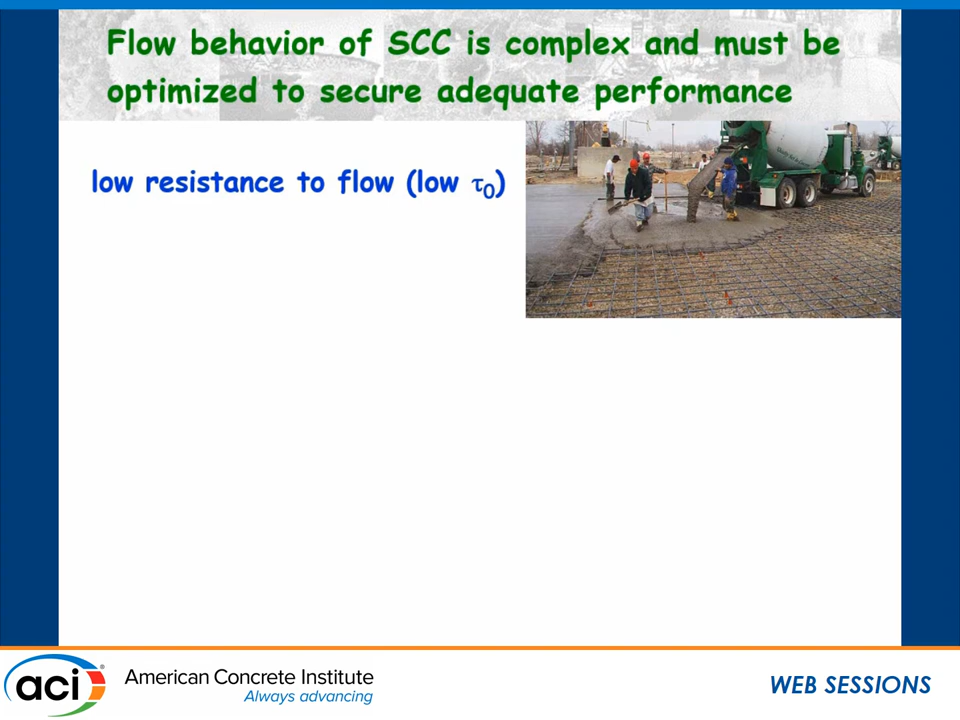 Flow behavior of SCC is complex and must be
optimized to secure adequate performance
low resistance to flow (low τ0)
aci®
American Concrete Institute
Always advancing
WEB SESSIONS